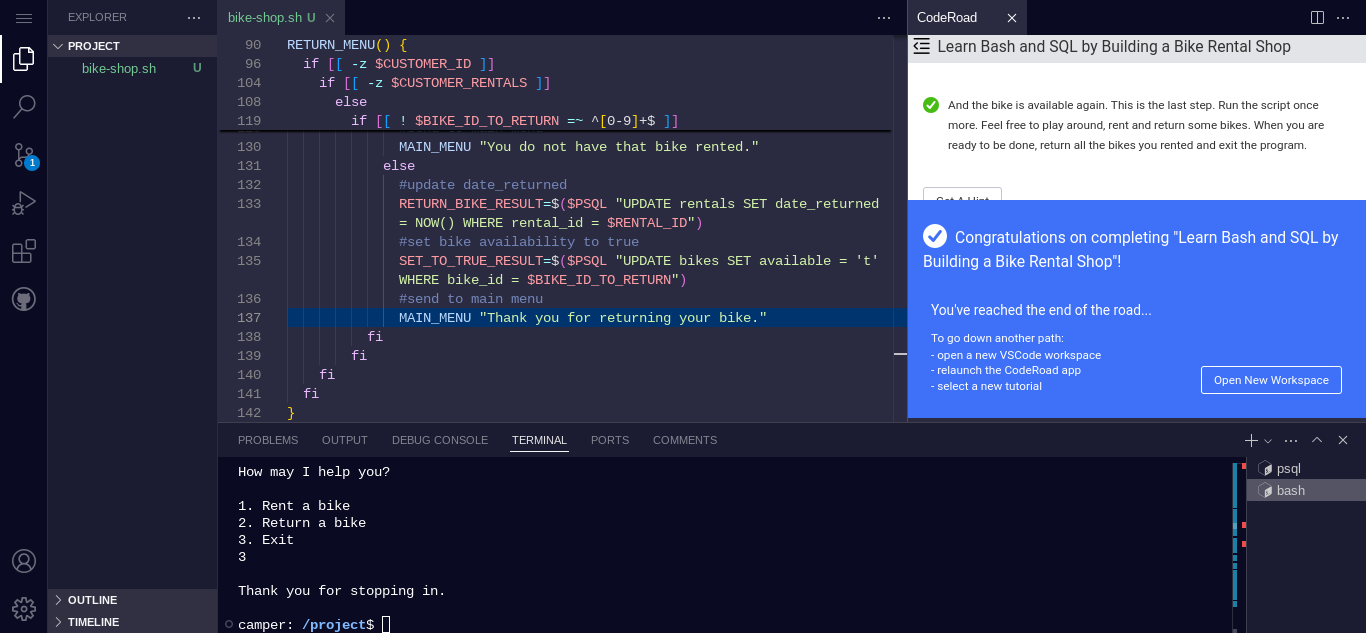 EXPLORER
PROJECT
bike-shop.sh U
OUTLINE
TIMELINE
1
bike-shop.sh U
90 RETURN_MENU() {
96 if [[ -z $CUSTOMER_ID ]]
104 if [[ -z $CUSTOMER_RENTALS ]]
108 else
119 if [[ ! $BIKE_ID_TO_RETURN =~ ^[0-9]+$ ]]
130 MAIN_MENU "You do not have that bike rented."
131 else
132 #update date_returned
133 RETURN_BIKE_RESULT=$($PSQL "UPDATE rentals SET date_returned
= NOW() WHERE rental_id = $RENTAL_ID")
134 #set bike availability to true
135 SET_TO_TRUE_RESULT=$($PSQL "UPDATE bikes SET available = 't'
WHERE bike_id = $BIKE_ID_TO_RETURN")
136 #send to main menu
137 MAIN_MENU "Thank you for returning your bike."
138 fi
139 fi
140 fi
141 fi
142 }
CodeRoad
Learn Bash and SQL by Building a Bike Rental Shop
And the bike is available again. This is the last step. Run the script once
more. Feel free to play around, rent and return some bikes. When you are
ready to be done, return all the bikes you rented and exit the program.
Get A Hint
Congratulations on completing "Learn Bash and SQL by
Building a Bike Rental Shop"!
You've reached the end of the road...
To go down another path:
- open a new VSCode workspace
- relaunch the CodeRoad app
- select a new tutorial
Open New Workspace
PROBLEMS OUTPUT DEBUG CONSOLE TERMINAL PORTS COMMENTS
How may I help you?
1. Rent a bike
2. Return a bike
3. Exit
3
Thank you for stopping in.
camper: /project$
psql
bash